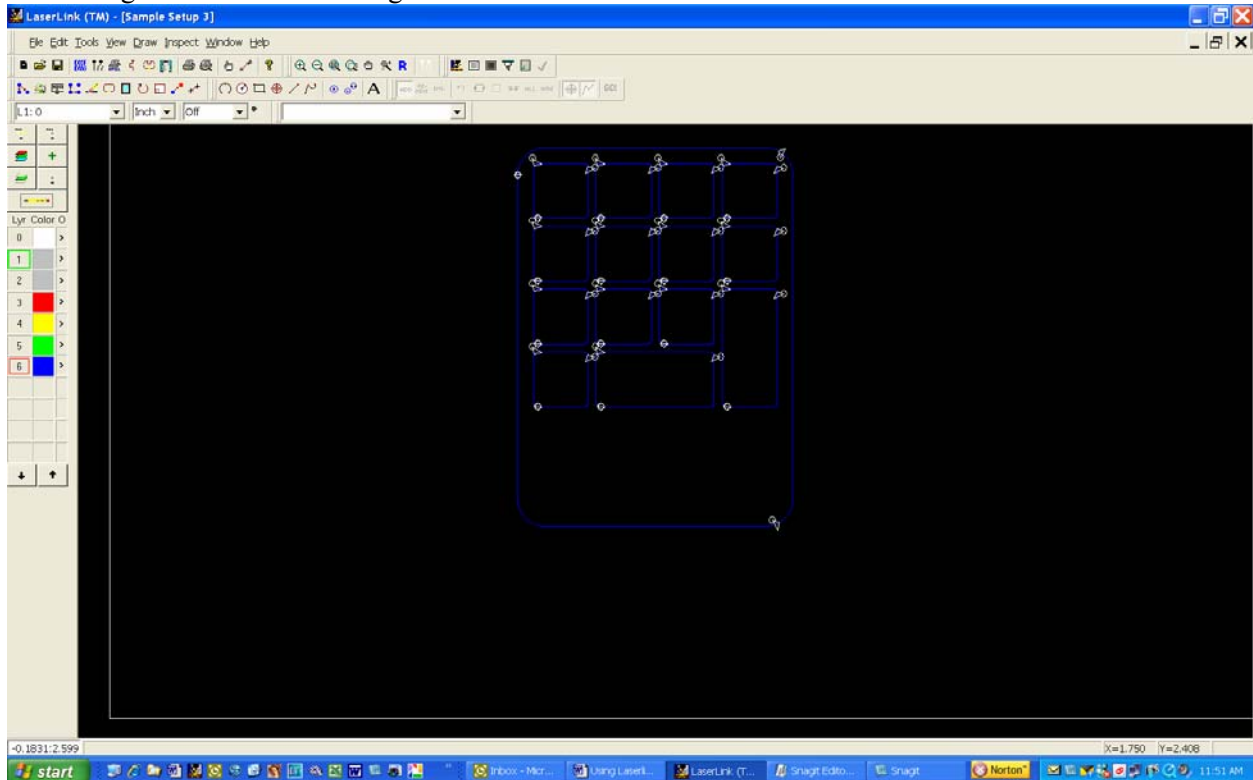 LaserLink (TM) - [Sample Setup 3]
File Edit Tools View Draw Inspect Window Help
R
A
L1: 0 Inch Off
Lyr Color O
0 >
1 >
2 >
3 >
4 >
5 >
6 >
-0.1831:2.599 X=1.750 Y=2.408
start Inbox - Micr... Using Laserli... LaserLink (T... SnagIt Edito... SnagIt Norton 11:51 AM